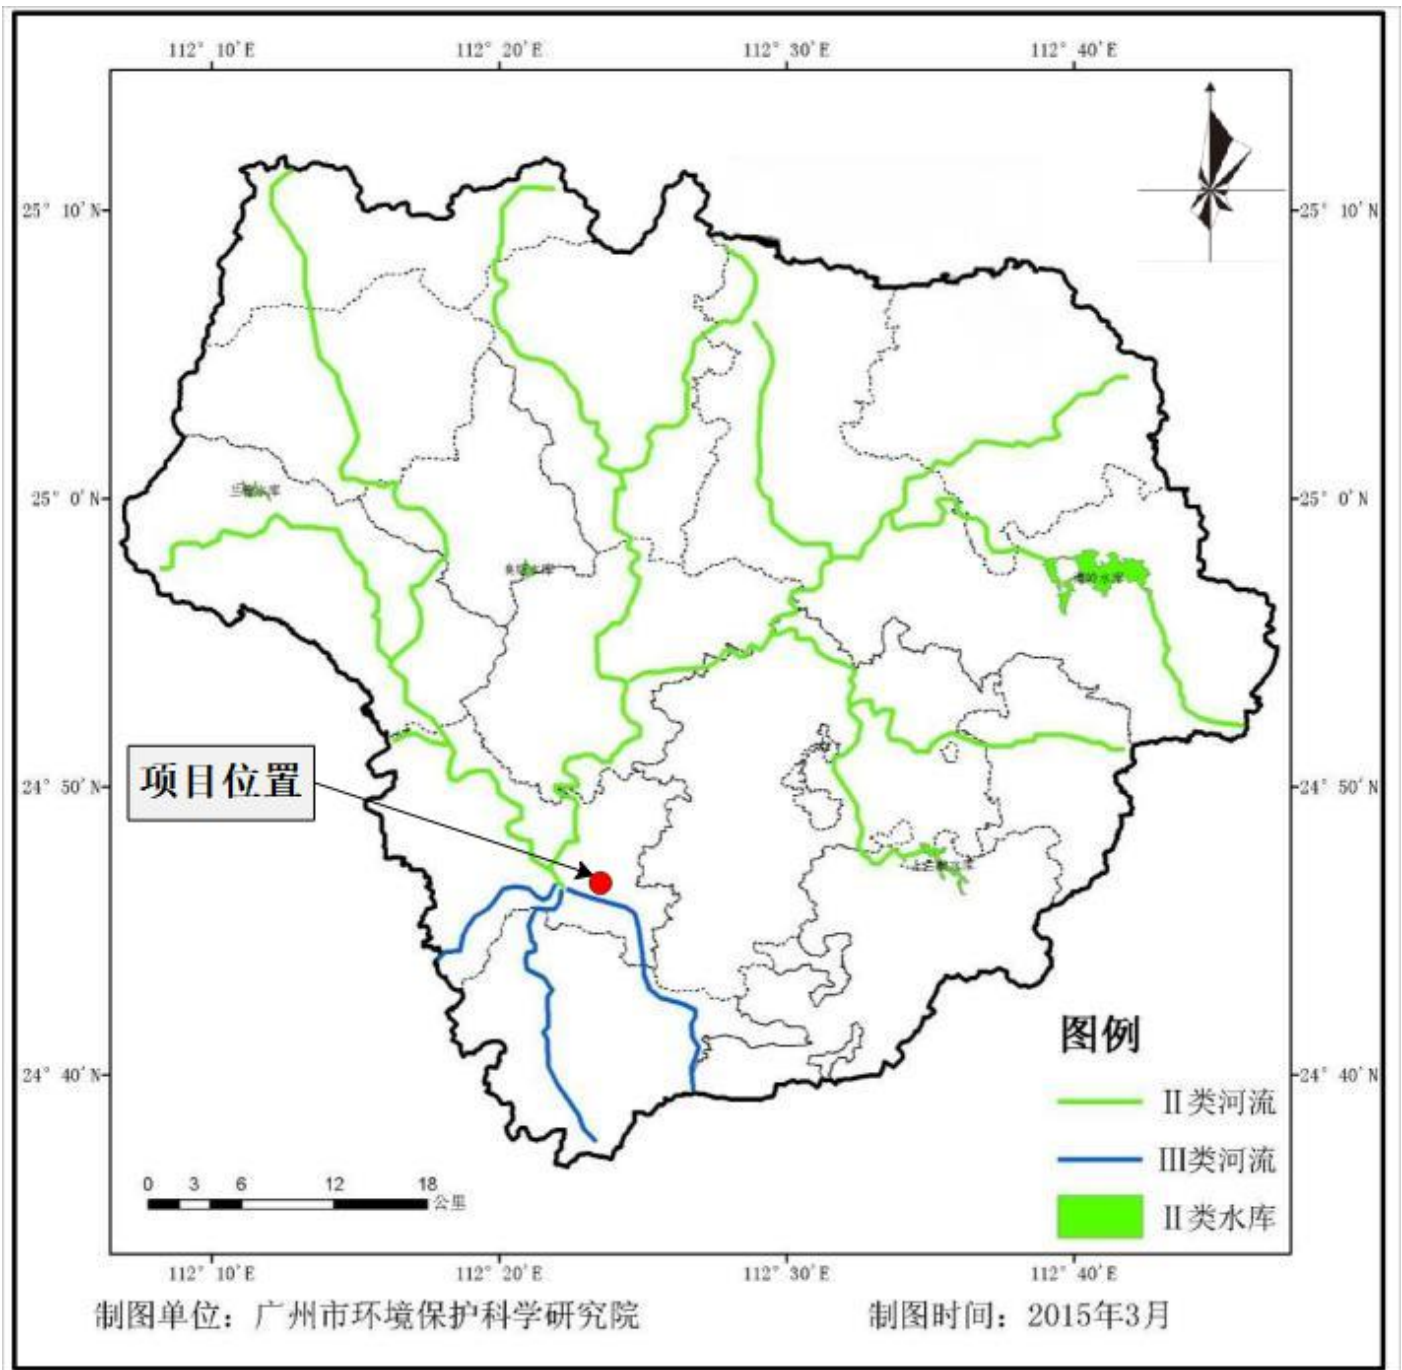 112° 10′E 112° 20′E 112° 30′E 112° 40′E
25° 10′N 25° 10′N
25° 0′N 25° 0′N
项目位置
24° 50′N 24° 50′N
图例
24° 40′N 24° 40′N
II类河流
III类河流
II类水库
0 3 6 12 18
公里
112° 10′E 112° 20′E 112° 30′E 112° 40′E
制图单位：广州市环境保护科学研究院 制图时间：2015年3月